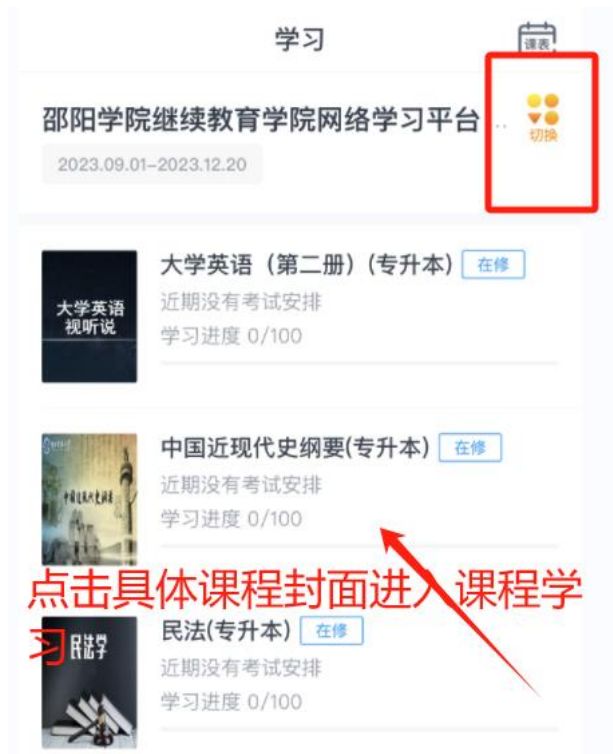 学习
课表
邵阳学院继续教育学院网络学习平台 ..
切换
2023.09.01-2023.12.20
大学英语（第二册）(专升本) 在修
大学英语
视听说
近期没有考试安排
学习进度 0/100
中国近现代史纲要(专升本) 在修
近期没有考试安排
学习进度 0/100
点击具体课程封面进入课程学
习
民法(专升本) 在修
民法学
近期没有考试安排
学习进度 0/100